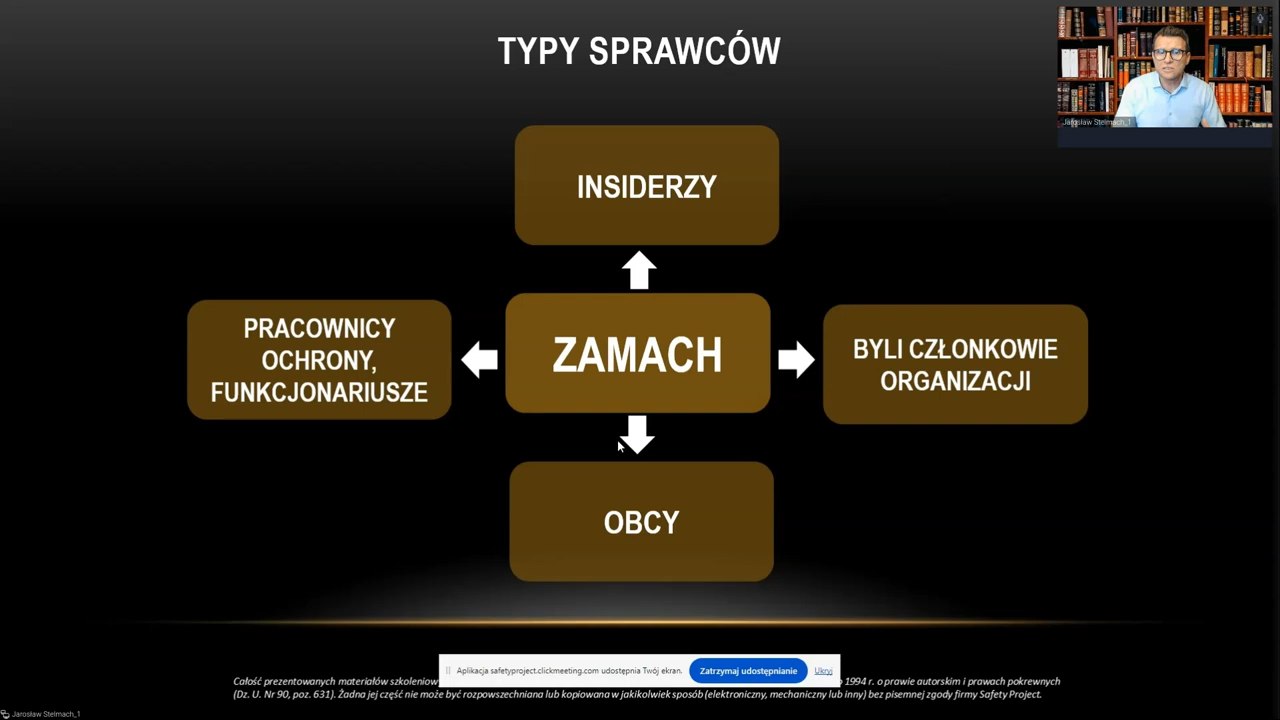 TYPY SPRAWCÓW
Jarosław Stelmach_1
INSIDERZY
PRACOWNICY
OCHRONY,
FUNKCJONARIUSZE
ZAMACH
BYLI CZŁONKOWIE
ORGANIZACJI
OBCY
Aplikacja safetyproject.clickmeeting.com udostępnia Twój ekran.
Zatrzymaj udostępnianie
Ukryj
Całość prezentowanych materiałów szkoleniow 1994 r. o prawie autorskim i prawach pokrewnych
(Dz. U. Nr 90, poz. 631). Żadna jej część nie może być rozpowszechniana lub kopiowana w jakikolwiek sposób (elektroniczny, mechaniczny lub inny) bez pisemnej zgody firmy Safety Project.
Jarosław Stelmach_1